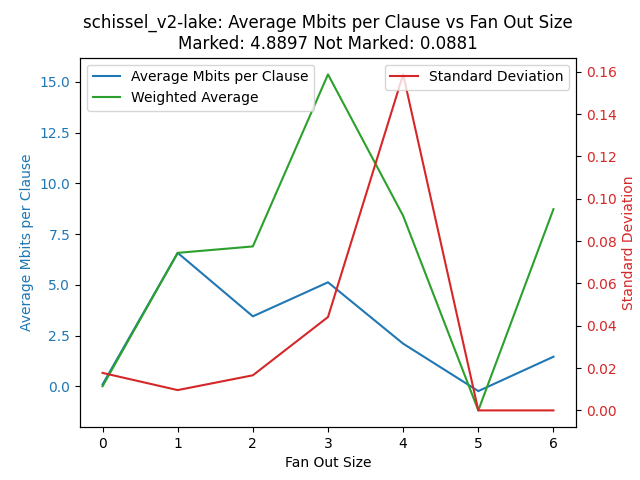 schissel_v2-lake: Average Mbits per Clause vs Fan Out Size
Marked: 4.8897 Not Marked: 0.0881
Average Mbits per Clause
Weighted Average
Standard Deviation
15.0
12.5
10.0
7.5
5.0
2.5
0.0
Average Mbits per Clause
0.16
0.14
0.12
0.10
0.08
0.06
0.04
0.02
0.00
Standard Deviation
0 1 2 3 4 5 6
Fan Out Size